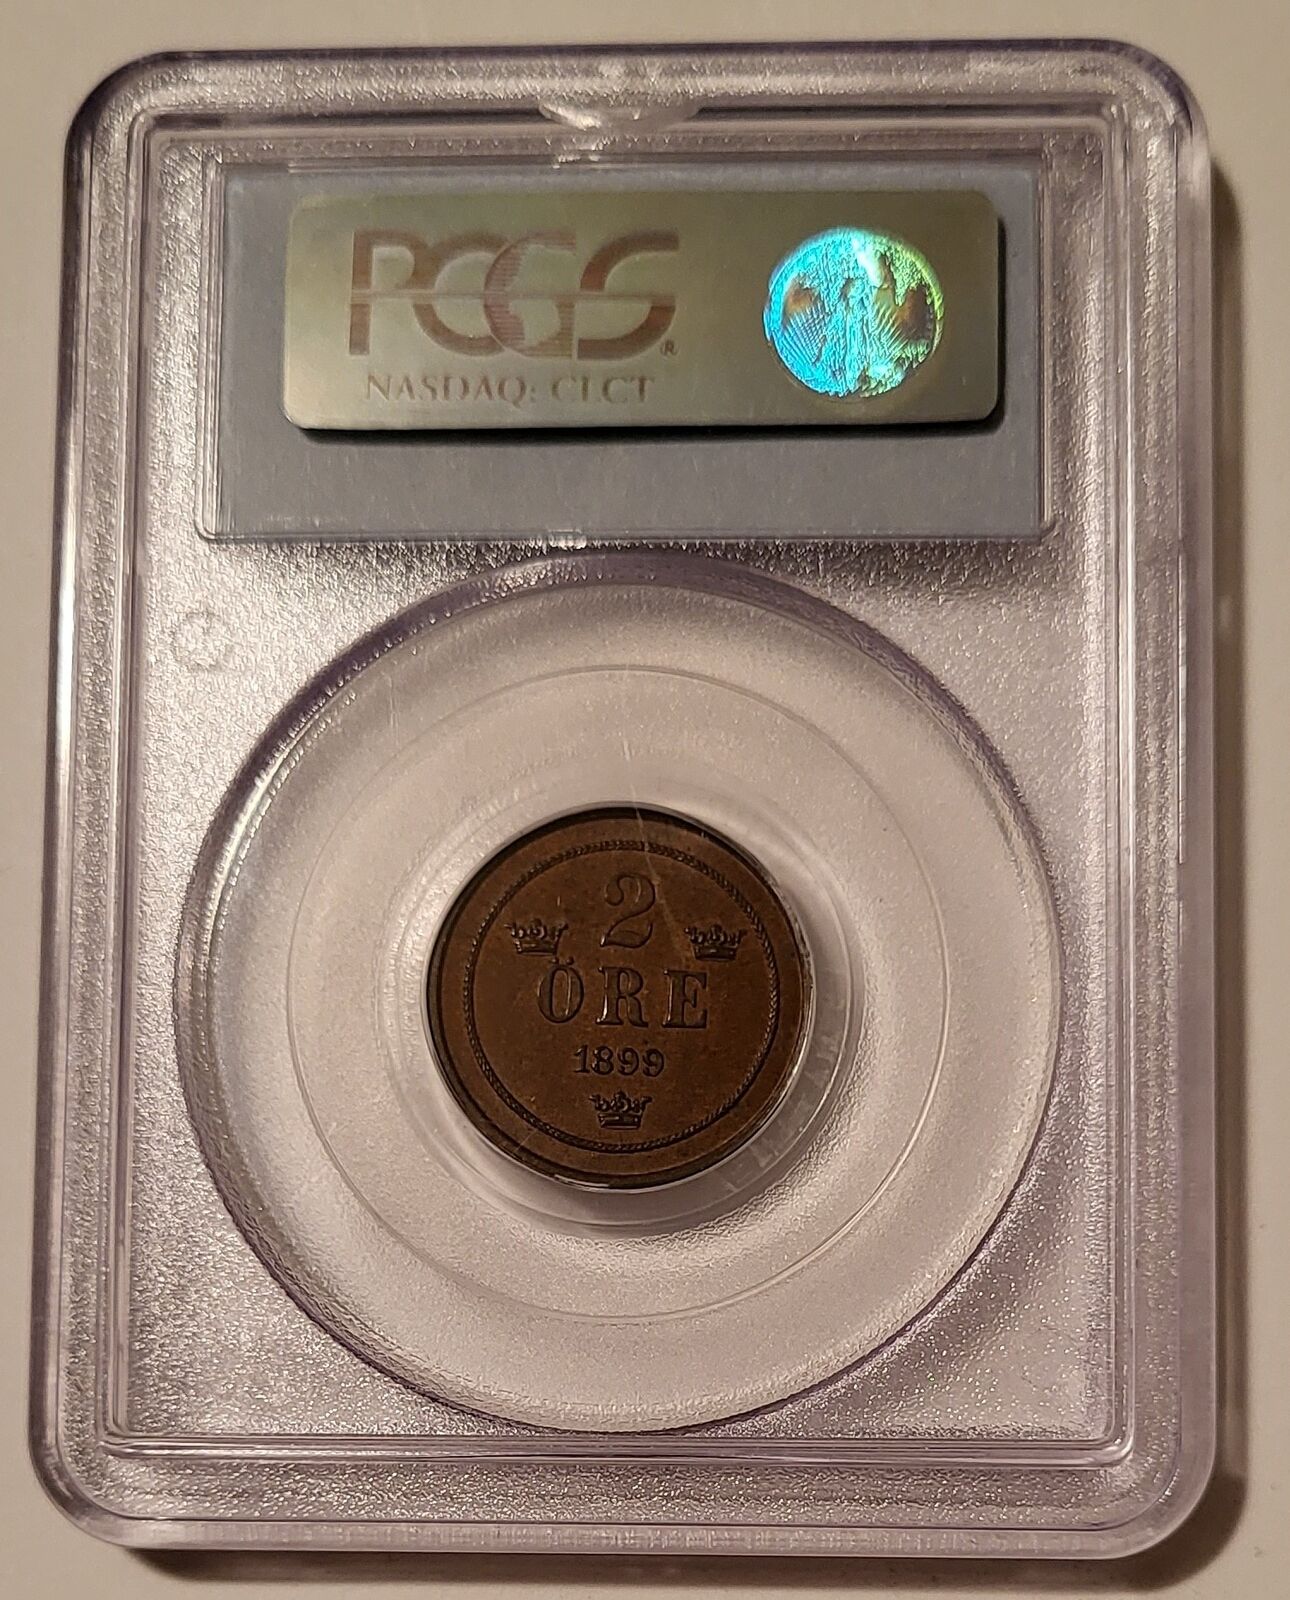 PCGS®
NASDAQ: CLCT
2
ÖRE
1899